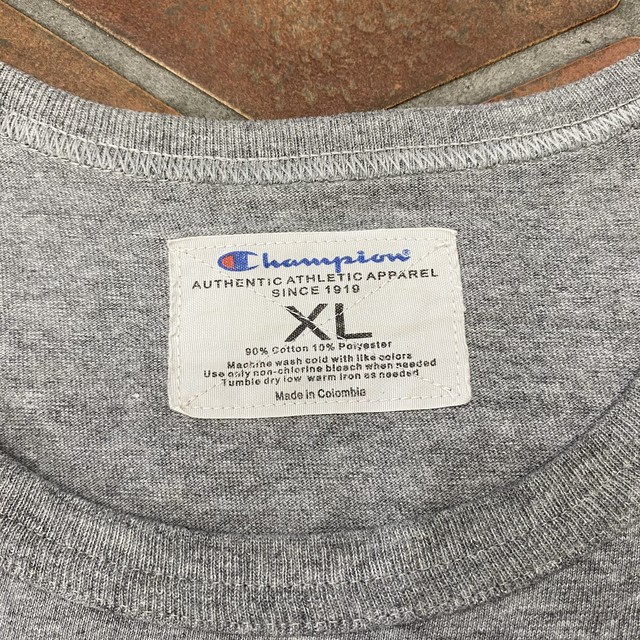 Champion
AUTHENTIC ATHLETIC APPAREL
SINCE 1919
XL
90% Cotton 10% Polyester
Machine wash cold with like colors
Use only non-chlorine bleach when needed
Tumble dry low warm iron as needed
Made in Colombia